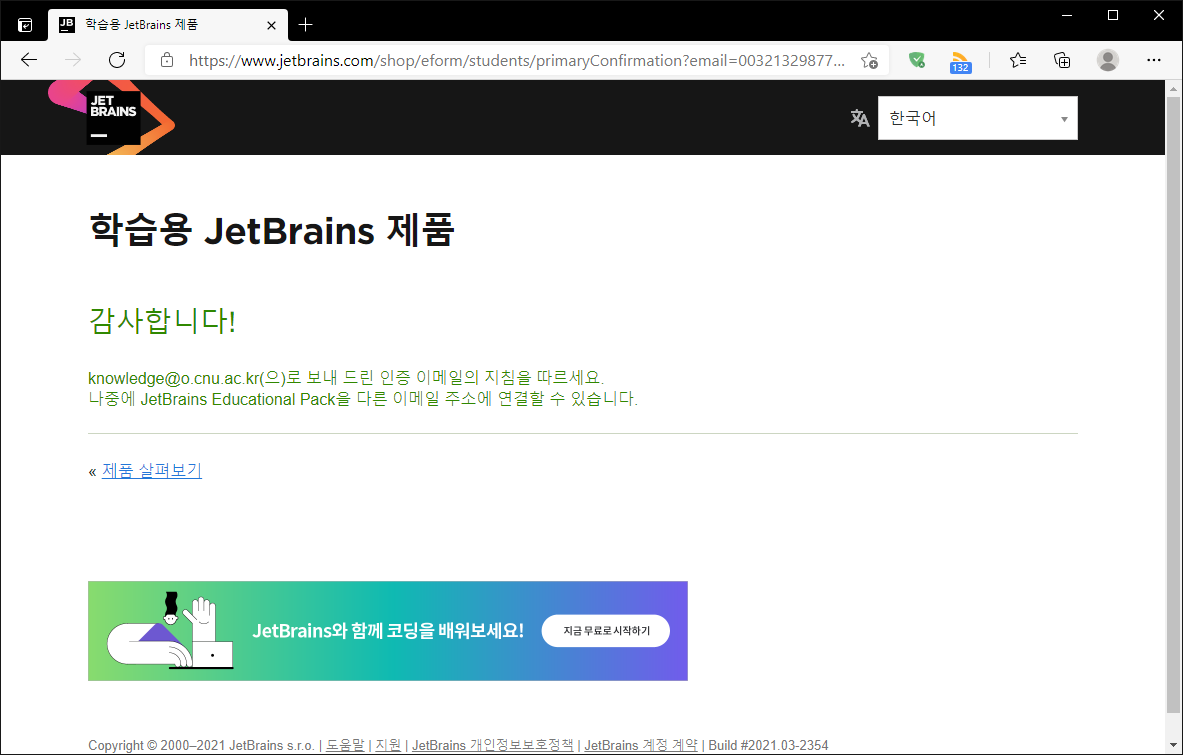 JB 학습용 JetBrains 제품
https://www.jetbrains.com/shop/eform/students/primaryConfirmation?email=00321329877...
132
JET
BRAINS
한국어
학습용 JetBrains 제품
감사합니다!
knowledge@o.cnu.ac.kr(으)로 보내 드린 인증 이메일의 지침을 따르세요.
나중에 JetBrains Educational Pack을 다른 이메일 주소에 연결할 수 있습니다.
« 제품 살펴보기
JetBrains와 함께 코딩을 배워보세요! 지금 무료로 시작하기
Copyright © 2000–2021 JetBrains s.r.o. | 도움말 | 지원 | JetBrains 개인정보보호정책 | JetBrains 계정 계약 | Build #2021.03-2354